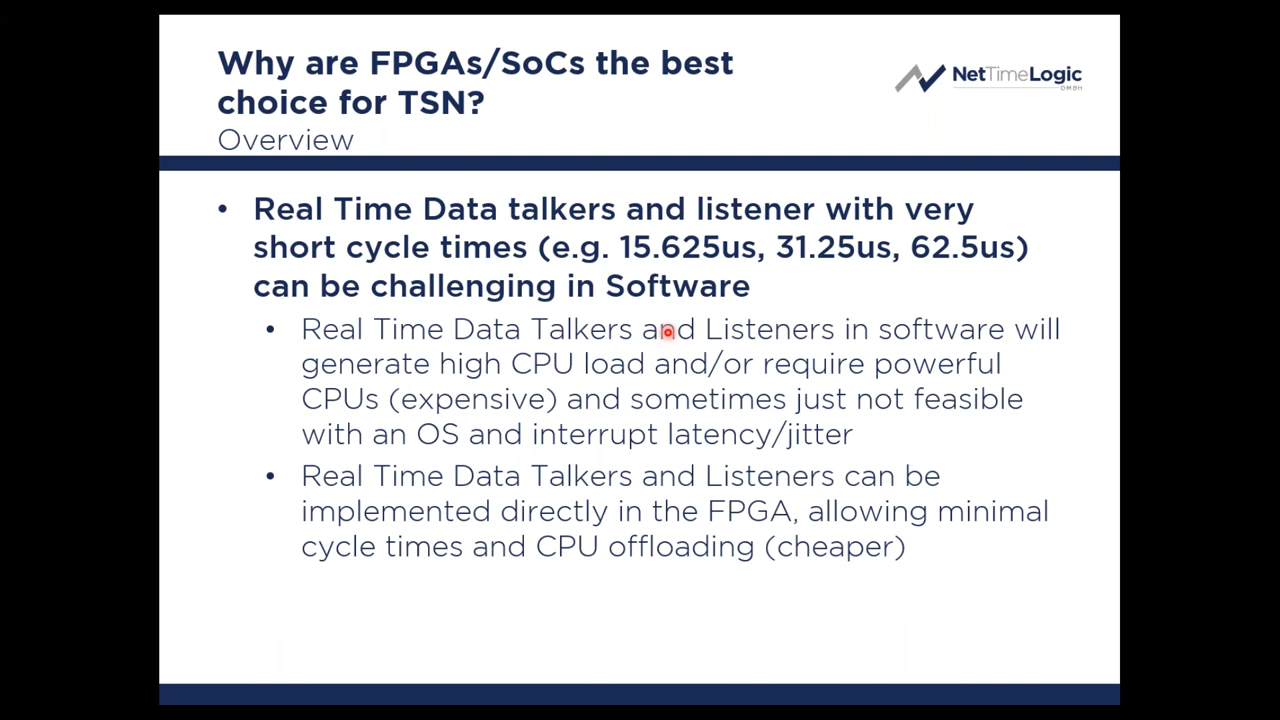 Why are FPGAs/SoCs the best
choice for TSN?
Overview
NetTimeLogic
GMBH
• Real Time Data talkers and listener with very
short cycle times (e.g. 15.625us, 31.25us, 62.5us)
can be challenging in Software
• Real Time Data Talkers and Listeners in software will
generate high CPU load and/or require powerful
CPUs (expensive) and sometimes just not feasible
with an OS and interrupt latency/jitter
• Real Time Data Talkers and Listeners can be
implemented directly in the FPGA, allowing minimal
cycle times and CPU offloading (cheaper)